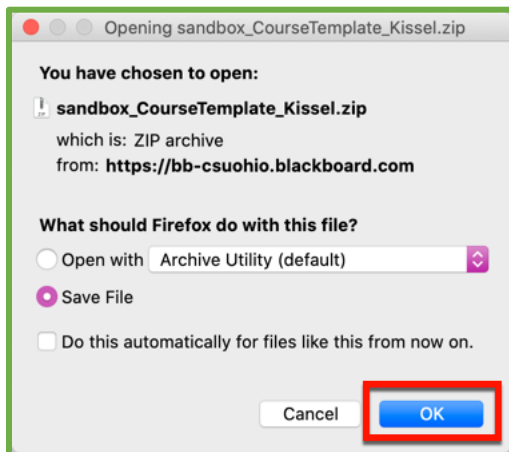 Opening sandbox_CourseTemplate_Kissel.zip
You have chosen to open:
sandbox_CourseTemplate_Kissel.zip
which is: ZIP archive
from: https://bb-csuohio.blackboard.com
What should Firefox do with this file?
Open with Archive Utility (default)
Save File
Do this automatically for files like this from now on.
Cancel OK